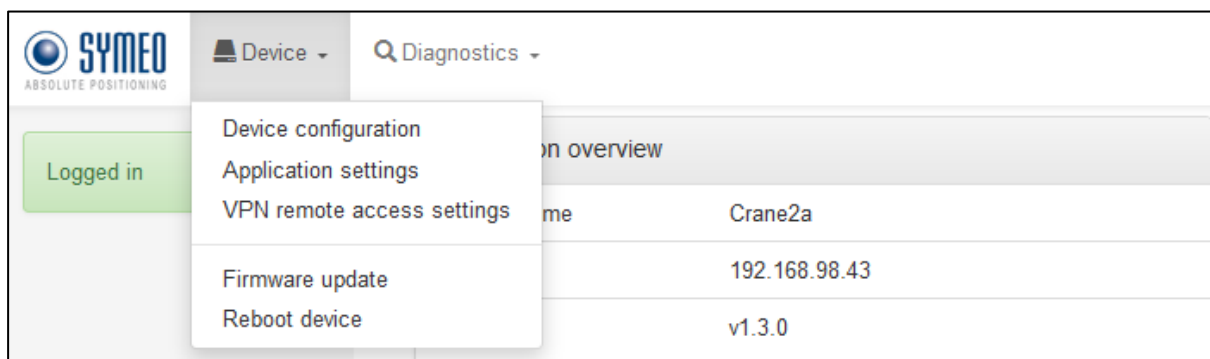 SYMEO
ABSOLUTE POSITIONING
Device
Diagnostics
Logged in
Device configuration
Application settings
VPN remote access settings
Firmware update
Reboot device
on overview
me Crane2a
192.168.98.43
v1.3.0